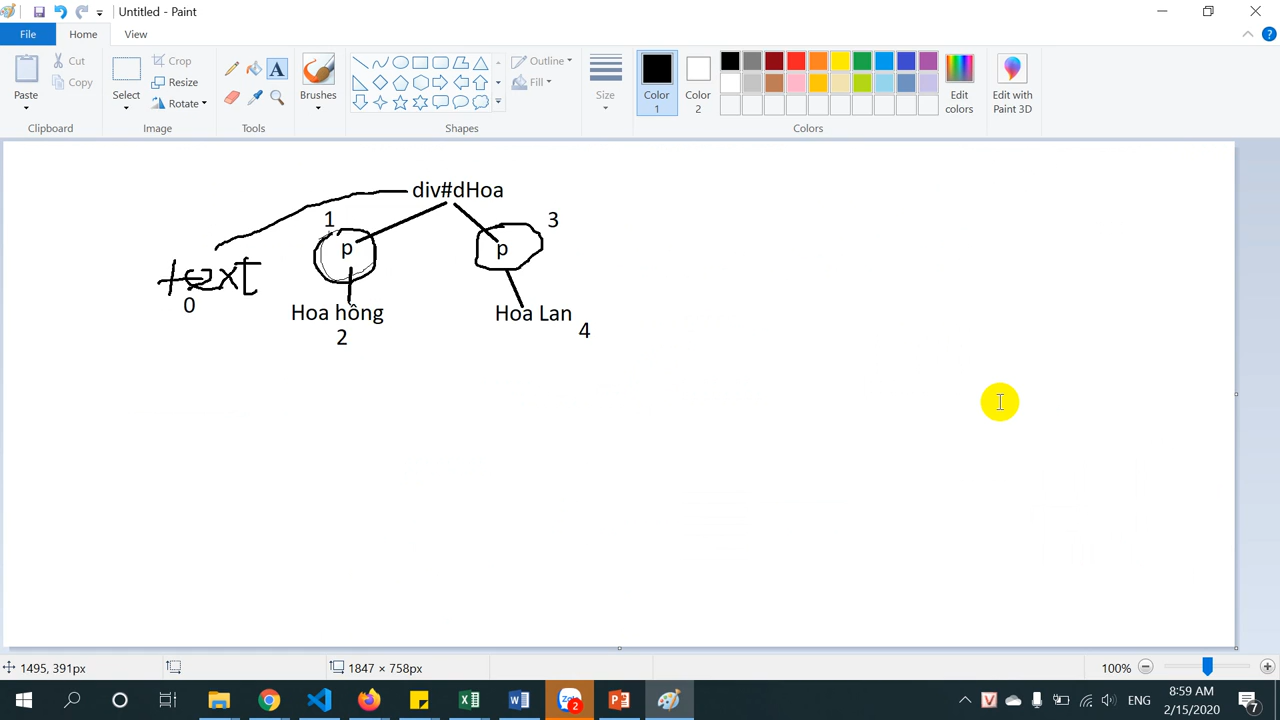 Untitled - Paint
File
Home
View
Paste
Cut
Copy
Clipboard
Select
Crop
Resize
Rotate
Image
A
Tools
Brushes
Shapes
Outline
Fill
Size
Color
1
Color
2
Edit
colors
Colors
Edit with
Paint 3D
div#dHoa
1
3
p
p
text
0
Hoa hồng
2
Hoa Lan
4
1495, 391px
1847 × 758px
100%
2
ENG
8:59 AM
2/15/2020
7